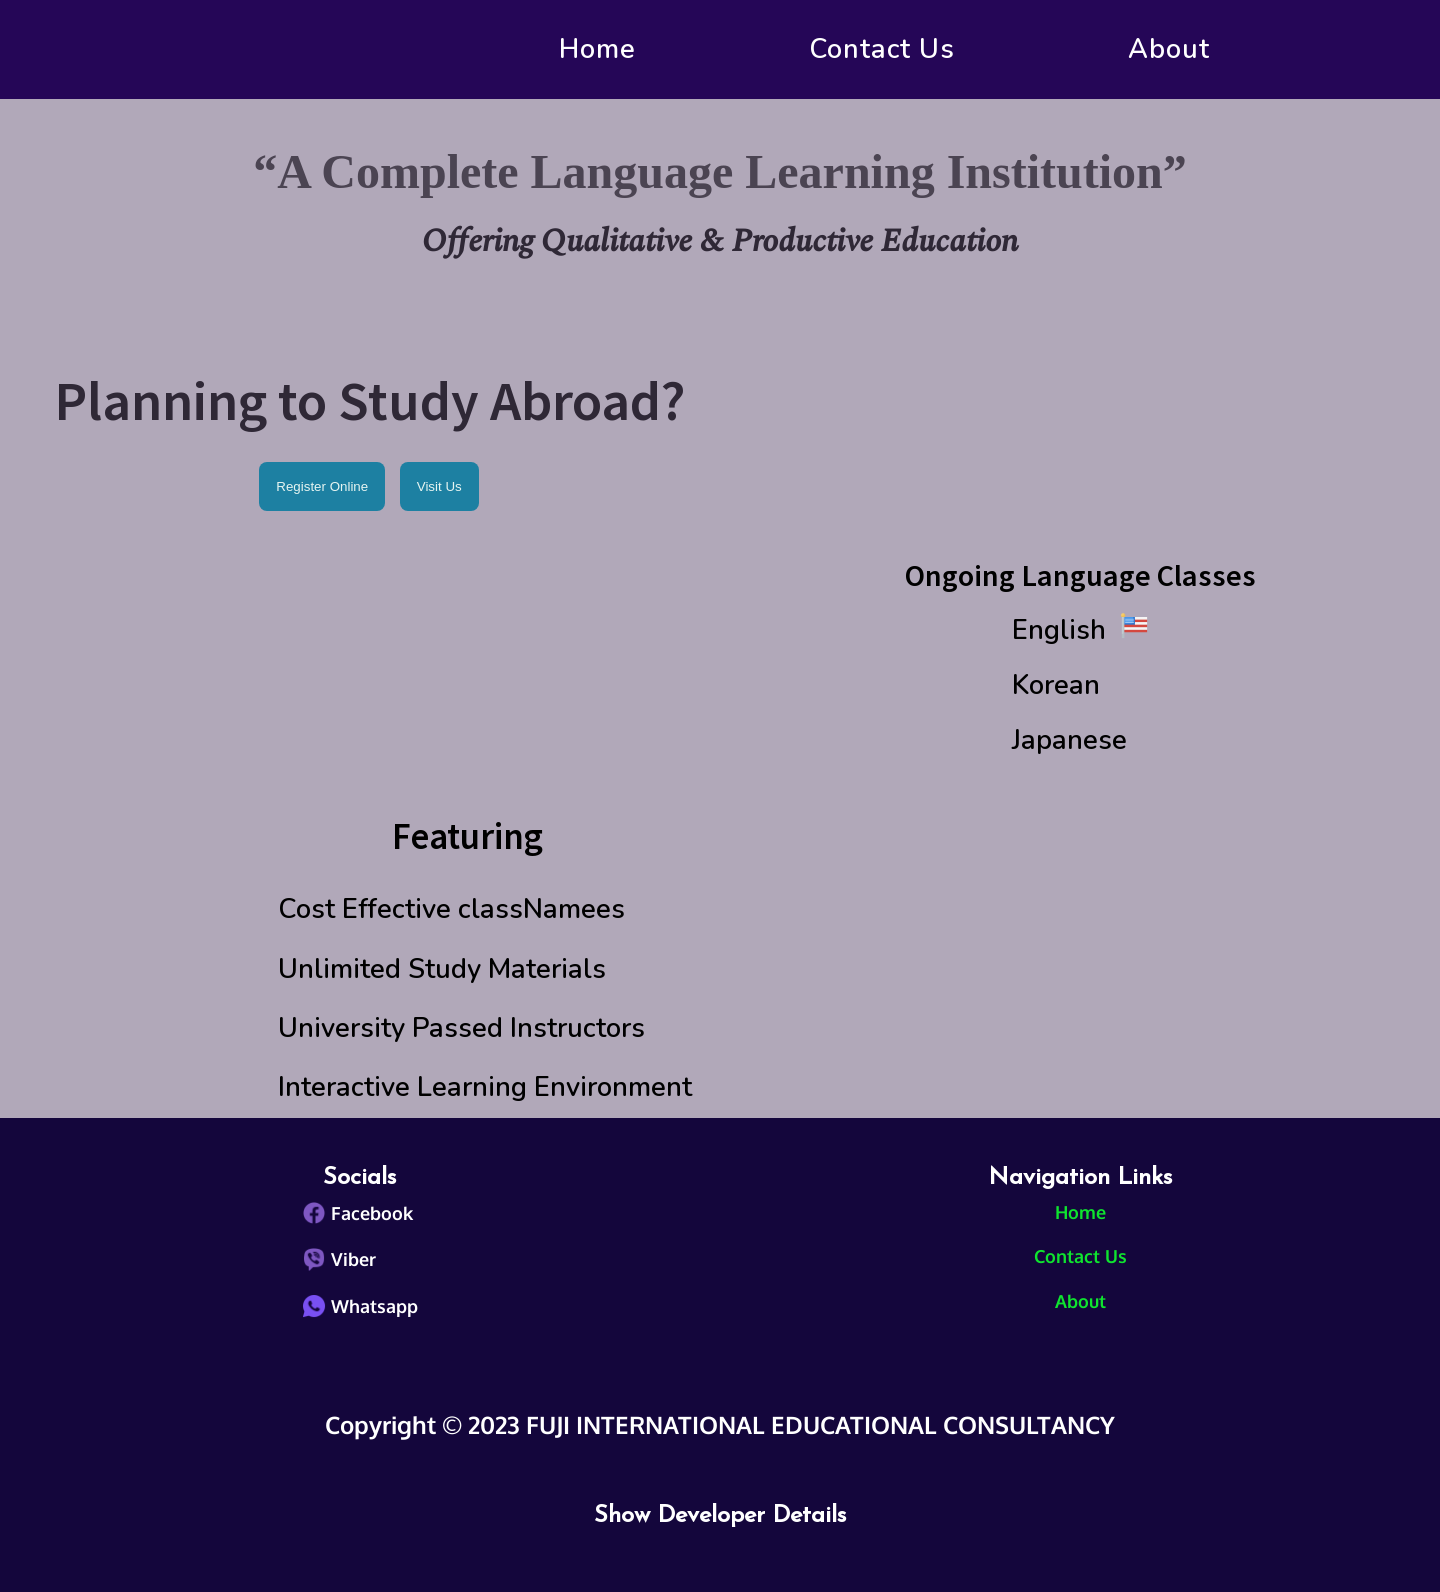 Home Contact Us About
“A Complete Language Learning Institution”
Offering Qualitative & Productive Education
Planning to Study Abroad?
Register Online Visit Us
Ongoing Language Classes
English
Korean
Japanese
Featuring
Cost Effective classNamees
Unlimited Study Materials
University Passed Instructors
Interactive Learning Environment
Socials
Facebook
Viber
Whatsapp
Navigation Links
Home
Contact Us
About
Copyright © 2023 FUJI INTERNATIONAL EDUCATIONAL CONSULTANCY
Show Developer Details